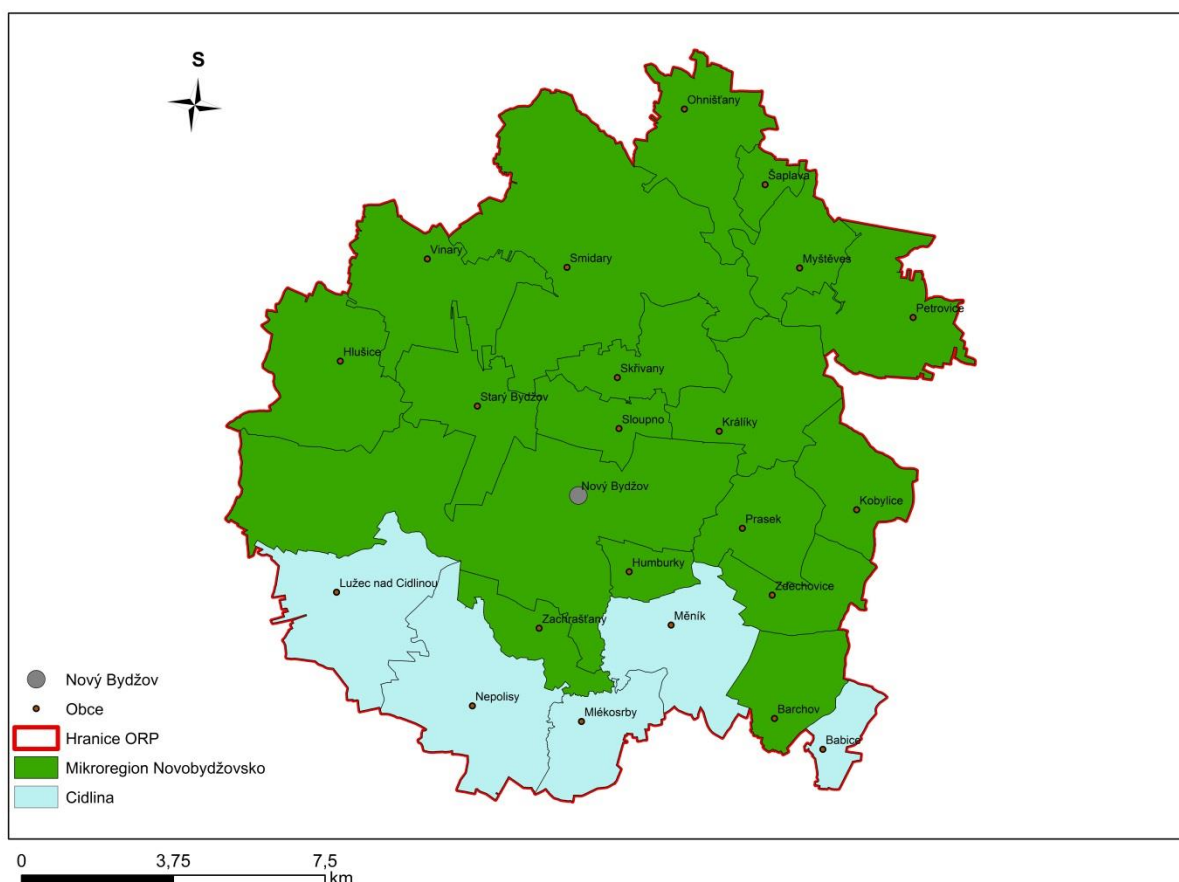 S
Ohnišťany
Šaplava
Vinary
Smidary
Myštěves
Petrovice
Hlušice
Skřivany
Starý Bydžov
Sloupno
Králíky
Nový Bydžov
Kobylice
Prasek
Humburky
Lužec nad Cidlinou
Zdechovice
Zachrašťany
Měník
Nepolisy
Mlékosrby
Barchov
Babice
Nový Bydžov
Obce
Hranice ORP
Mikroregion Novobydžovsko
Cidlina
0 3,75 7,5
km